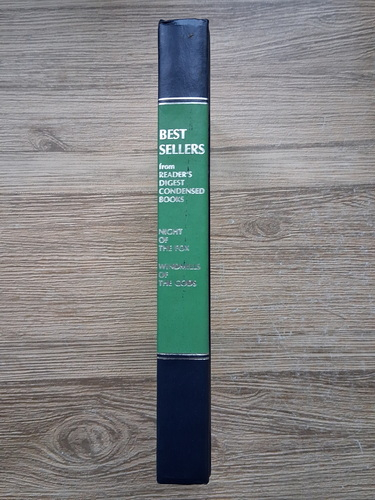 BEST
SELLERS
from
READER'S
DIGEST
CONDENSED
BOOKS
NIGHT
OF
THE FOX
WINDMILLS
OF
THE GODS